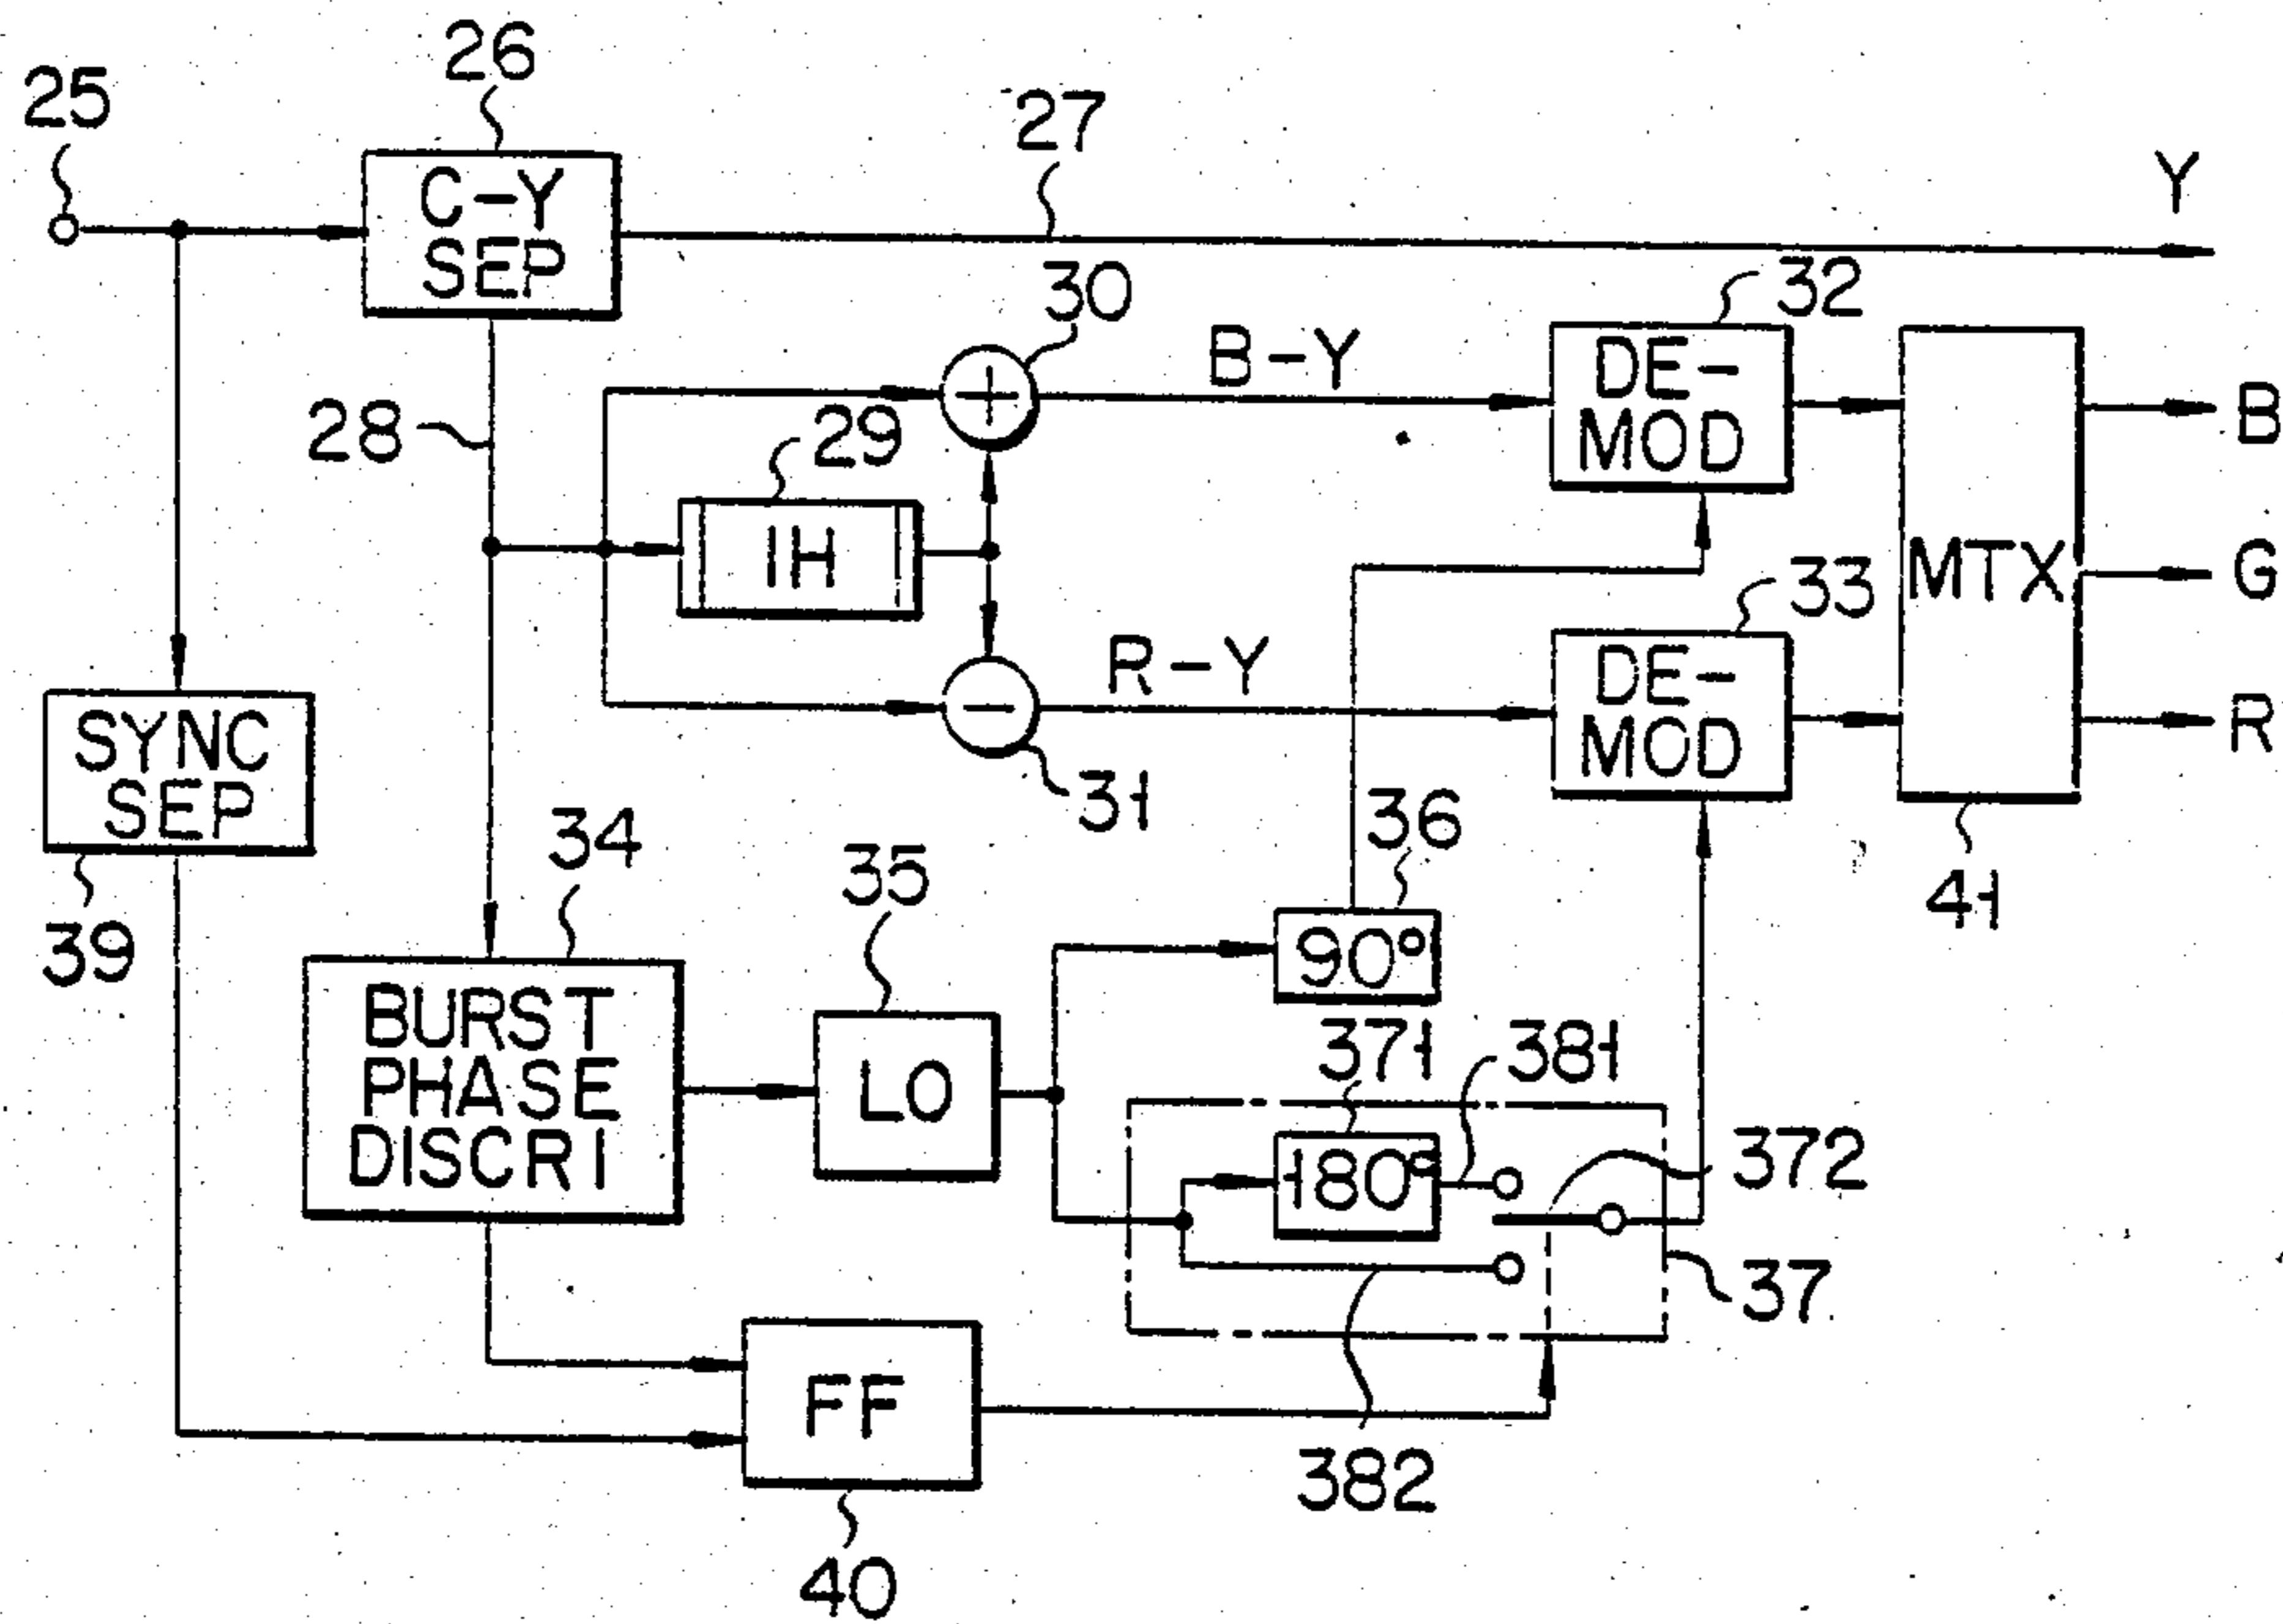 26
25
27
C-Y
SEP
Y
30
32
B-Y
DE-
MOD
B
28
29
1H
MTX
G
33
R-Y
DE-
MOD
R
SYNC
SEP
31
34
35
36
41
39
90°
BURST
PHASE
DISCRI
LO
371
381
180°
372
37
FF
382
40